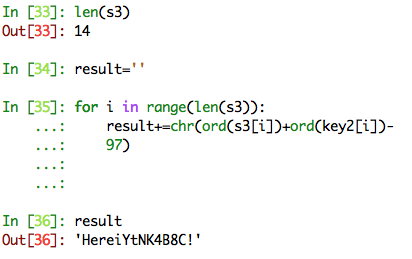 In [33]: len(s3)
Out[33]: 14
In [34]: result=''
In [35]: for i in range(len(s3)):
...: result+=chr(ord(s3[i])+ord(key2[i])-
...: 97)
...:
...:
In [36]: result
Out[36]: 'HereiYtNK4B8C!'